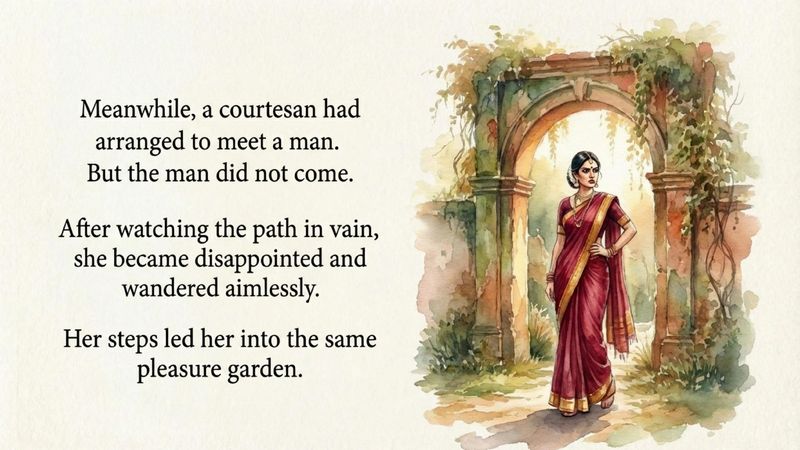 Meanwhile, a courtesan had
arranged to meet a man.
But the man did not come.
After watching the path in vain,
she became disappointed and
wandered aimlessly.
Her steps led her into the same
pleasure garden.